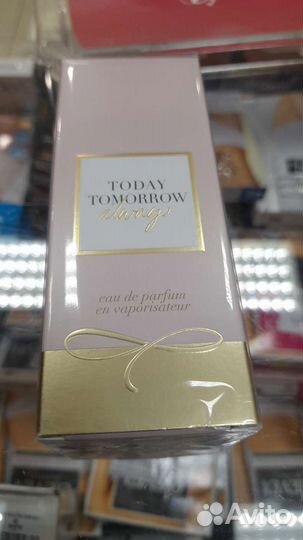 TODAY
TOMORROW
always
eau de parfum
en vaporisateur
Avito